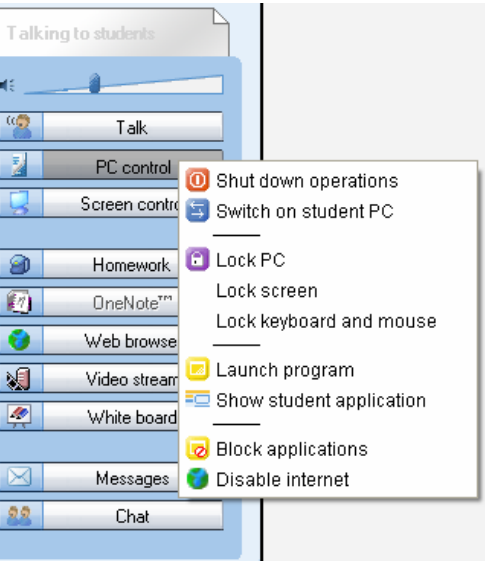 Talking to students
Talk
PC control
Screen contro
Homework
OneNote™
Web browse
Video stream
White board
Messages
Chat
Shut down operations
Switch on student PC
Lock PC
Lock screen
Lock keyboard and mouse
Launch program
Show student application
Block applications
Disable internet